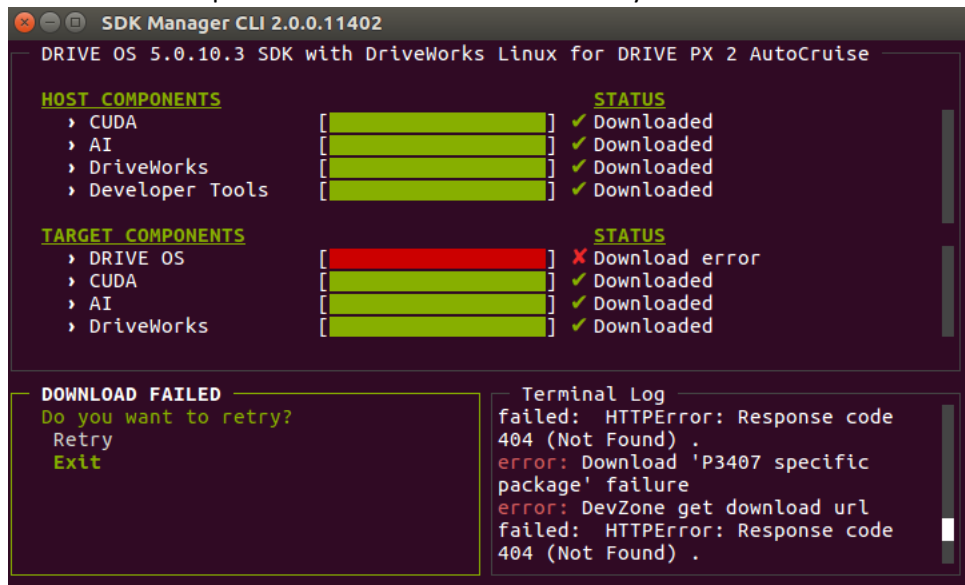 SDK Manager CLI 2.0.0.11402
DRIVE OS 5.0.10.3 SDK with DriveWorks Linux for DRIVE PX 2 AutoCruise
HOST COMPONENTS STATUS
› CUDA [ ] ✔ Downloaded
› AI [ ] ✔ Downloaded
› DriveWorks [ ] ✔ Downloaded
› Developer Tools [ ] ✔ Downloaded
TARGET COMPONENTS STATUS
› DRIVE OS [ ] ✘ Download error
› CUDA [ ] ✔ Downloaded
› AI [ ] ✔ Downloaded
› DriveWorks [ ] ✔ Downloaded
DOWNLOAD FAILED
Do you want to retry?
Retry
Exit
Terminal Log
failed:  HTTPError: Response code
404 (Not Found) .
error: Download 'P3407 specific
package' failure
error: DevZone get download url
failed:  HTTPError: Response code
404 (Not Found) .